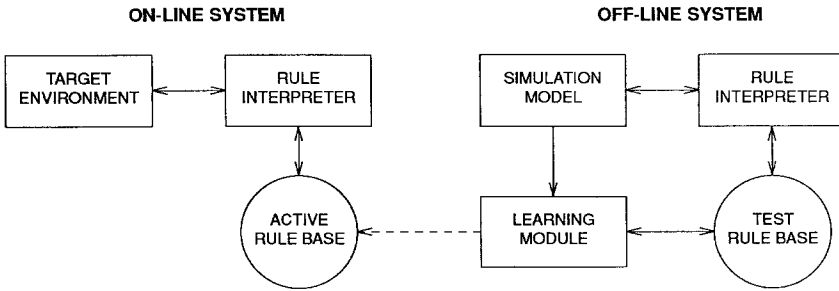 ON-LINE SYSTEM
OFF-LINE SYSTEM
TARGET
ENVIRONMENT
RULE
INTERPRETER
SIMULATION
MODEL
RULE
INTERPRETER
ACTIVE
RULE BASE
LEARNING
MODULE
TEST
RULE BASE